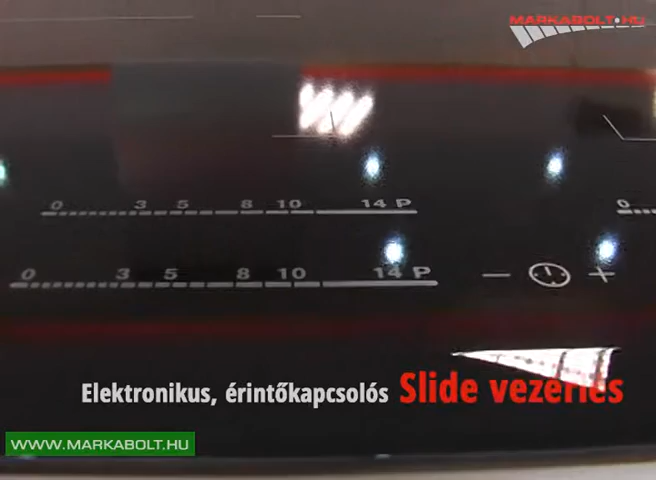 MARKABOLT.HU
0 3 5 8 10 14 P 0
0 3 5 8 10 14 P − +
Elektronikus, érintőkapcsolós Slide vezérlés
WWW.MARKABOLT.HU